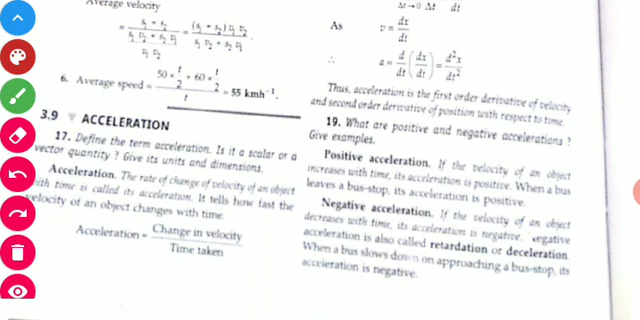 Average velocity
= (s₁ + s₂) / ((s₁ v₂ + s₂ v₁) / (v₁ v₂)) = (s₁ + s₂) v₁ v₂ / (s₁ v₂ + s₂ v₁).
6. Average speed = (50 × t/2 + 60 × t/2) / t = 55 kmh⁻¹.
3.9 ▼ ACCELERATION
17. Define the term acceleration. Is it a scalar or a
vector quantity ? Give its units and dimensions.
Acceleration. The rate of change of velocity of an object
with time is called its acceleration. It tells how fast the
velocity of an object changes with time.
Acceleration = Change in velocity / Time taken
Δt→0 Δt dt
As v = dx/dt
∴ a = d/dt (dx/dt) = d²x/dt²
Thus, acceleration is the first order derivative of velocity
and second order derivative of position with respect to time.
19. What are positive and negative accelerations ?
Give examples.
Positive acceleration. If the velocity of an object
increases with time, its acceleration is positive. When a bus
leaves a bus-stop, its acceleration is positive.
Negative acceleration. If the velocity of an object
decreases with time, its acceleration is negative. Negative
acceleration is also called retardation or deceleration.
When a bus slows down on approaching a bus-stop, its
acceleration is negative.